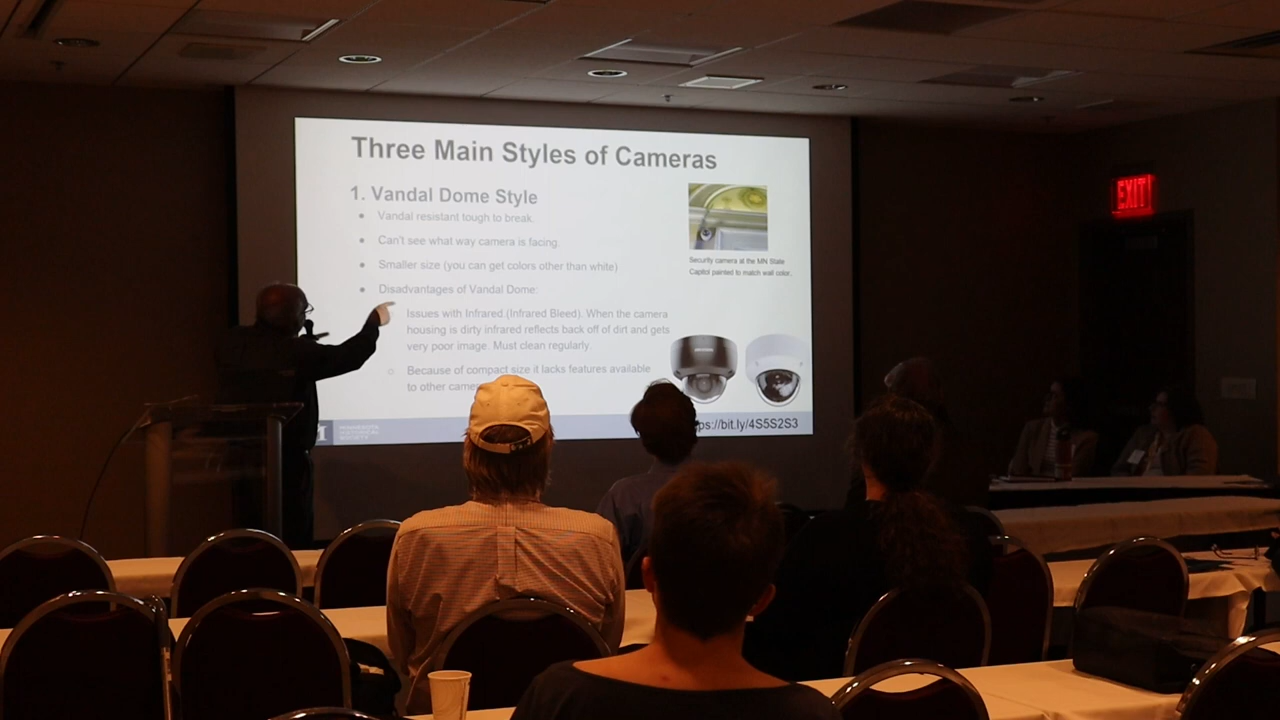 Three Main Styles of Cameras
1. Vandal Dome Style
Vandal resistant tough to break.
Can't see what way camera is facing.
Smaller size (you can get colors other than white)
Disadvantages of Vandal Dome:
Issues with Infrared.(Infrared Bleed). When the camera
housing is dirty infrared reflects back off of dirt and gets
very poor image. Must clean regularly.
Because of compact size it lacks features available
to other
Security camera at the MN State
Capitol painted to match wall color.
MINNESOTA
HISTORICAL
SOCIETY
ps://bit.ly/4S5S2S3
EXIT